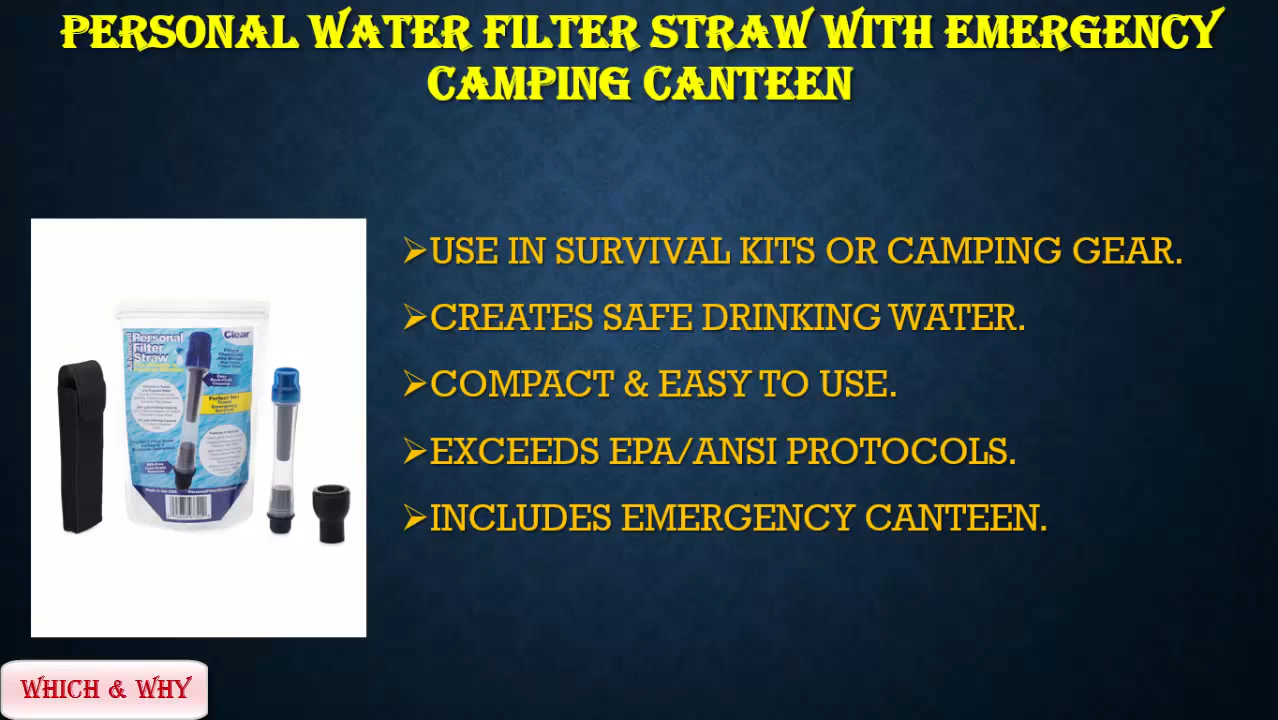 PERSONAL WATER FILTER STRAW WITH EMERGENCY
CAMPING CANTEEN
➢USE IN SURVIVAL KITS OR CAMPING GEAR.
➢CREATES SAFE DRINKING WATER.
➢COMPACT & EASY TO USE.
➢EXCEEDS EPA/ANSI PROTOCOLS.
➢INCLUDES EMERGENCY CANTEEN.
Advanced
Personal
Filter
Straw
Clear
WHICH & WHY